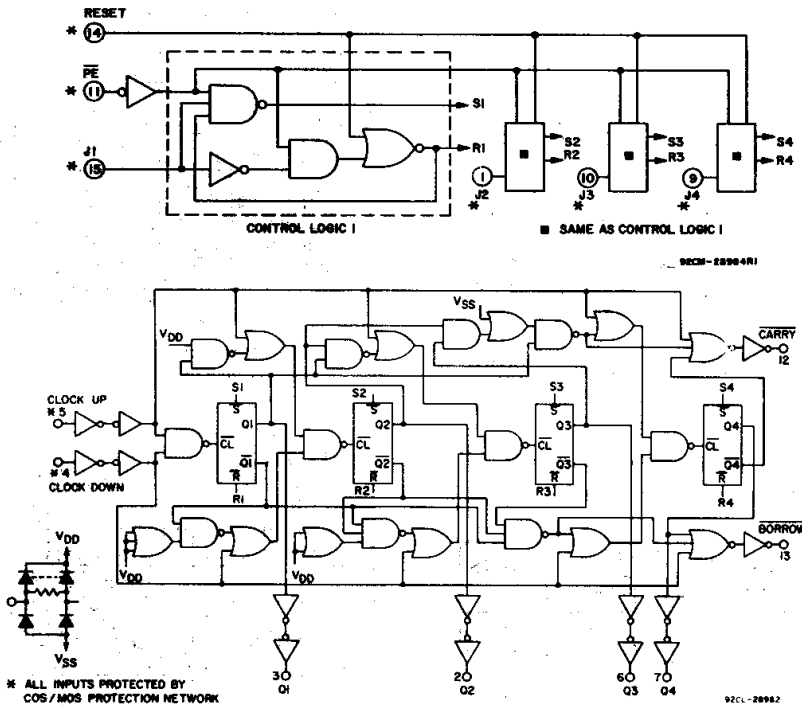 RESET
* 14
PE
* 11
S1
J1
* 15
R1
CONTROL LOGIC I
1
J2
*
S2
R2
10
J3
*
S3
R3
9
J4
*
S4
R4
■ SAME AS CONTROL LOGIC I
92CM-28984R1
VDD
VSS
CARRY
12
CLOCK UP
*5
*4
CLOCK DOWN
S1
S
Q1
CL
Q1
R
R1
S2
S
Q2
CL
Q2
R
R2
S3
S
Q3
CL
Q3
R
R3
S4
S
Q4
CL
Q4
R
R4
VDD
VDD
BORROW
13
VDD
VSS
3 Q1
2 Q2
6 Q3
7 Q4
* ALL INPUTS PROTECTED BY
COS/MOS PROTECTION NETWORK
92CL-28982